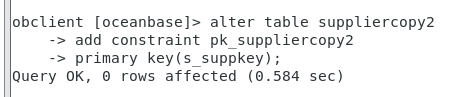 obclient [oceanbase]> alter table suppliercopy2
    -> add constraint pk_suppliercopy2
    -> primary key(s_suppkey);
Query OK, 0 rows affected (0.584 sec)